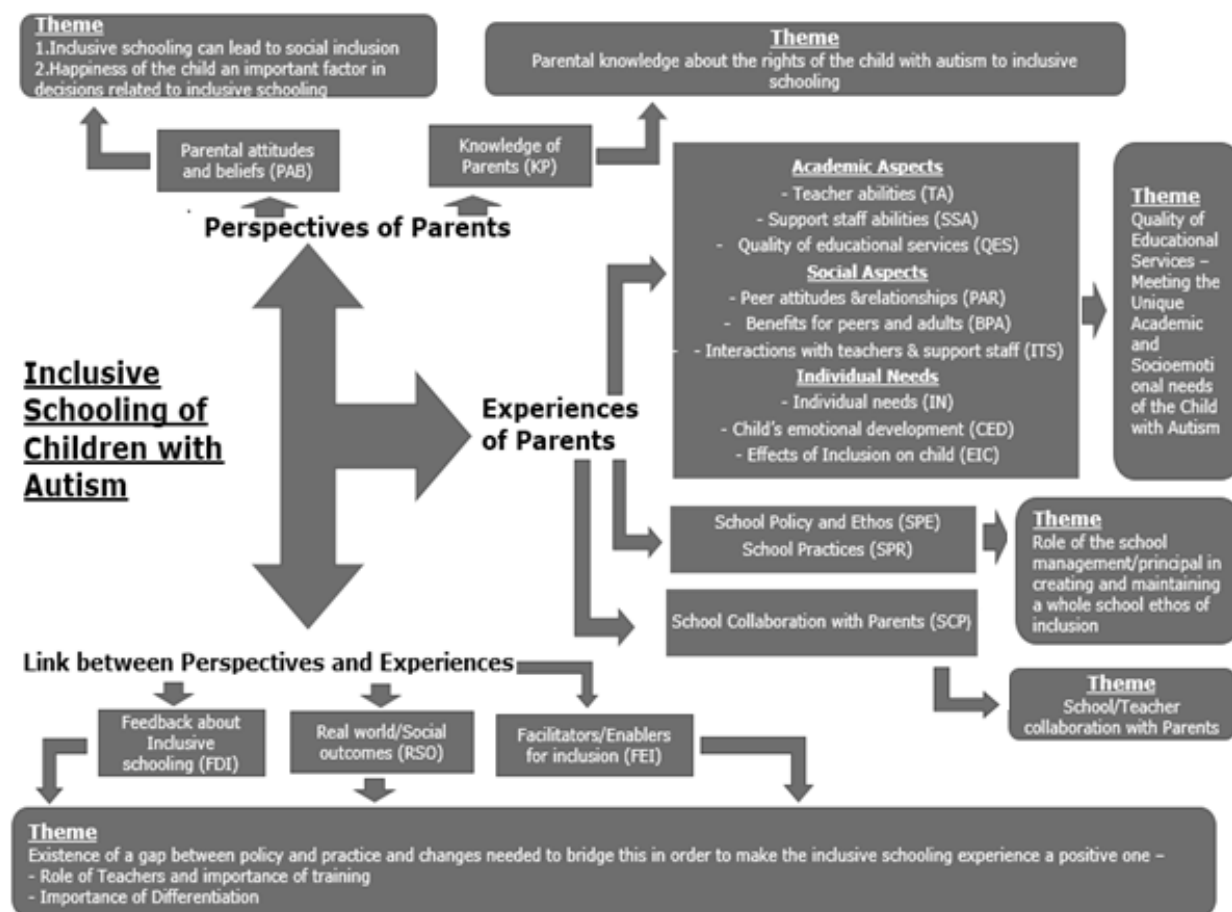 Theme
1.Inclusive schooling can lead to social inclusion
2.Happiness of the child an important factor in
decisions related to inclusive schooling
Theme
Parental knowledge about the rights of the child with autism to inclusive
schooling
Parental attitudes
and beliefs (PAB)
Knowledge of
Parents (KP)
Perspectives of Parents
Academic Aspects
- Teacher abilities (TA)
- Support staff abilities (SSA)
- Quality of educational services (QES)
Social Aspects
- Peer attitudes &relationships (PAR)
- Benefits for peers and adults (BPA)
- - Interactions with teachers & support staff (ITS)
Individual Needs
- Individual needs (IN)
- Child's emotional development (CED)
- Effects of Inclusion on child (EIC)
Theme
Quality of
Educational
Services –
Meeting the
Unique
Academic
and
Socioemoti
onal needs
of the Child
with Autism
Inclusive
Schooling of
Children with
Autism
Experiences
of Parents
School Policy and Ethos (SPE)
School Practices (SPR)
Theme
Role of the school
management/principal in
creating and maintaining
a whole school ethos of
inclusion
School Collaboration with Parents (SCP)
Theme
School/Teacher
collaboration with Parents
Link between Perspectives and Experiences
Feedback about
Inclusive
schooling (FDI)
Real world/Social
outcomes (RSO)
Facilitators/Enablers
for inclusion (FEI)
Theme
Existence of a gap between policy and practice and changes needed to bridge this in order to make the inclusive schooling experience a positive one –
- Role of Teachers and importance of training
- Importance of Differentiation